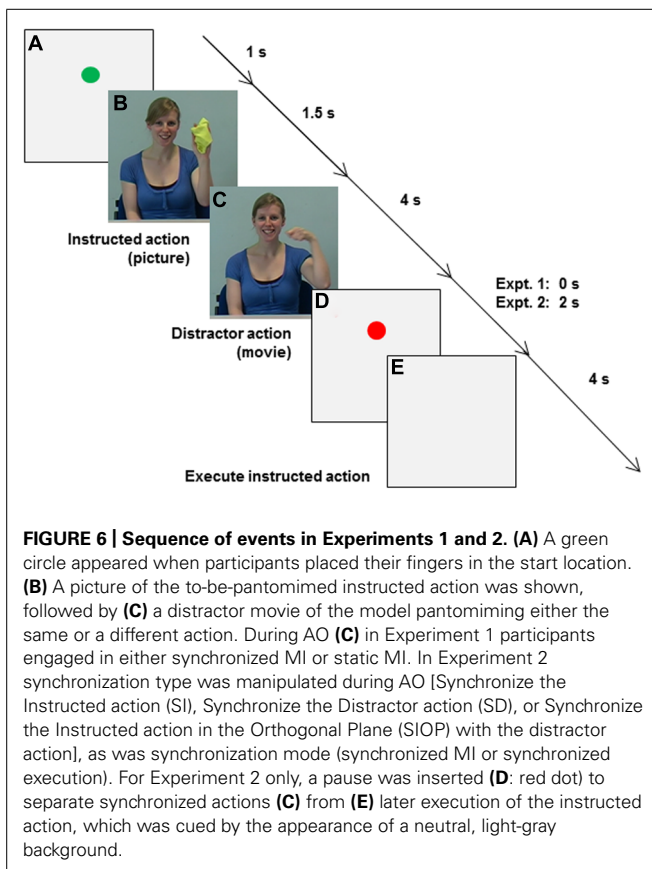 A
1 s
B
1.5 s
C
4 s
Instructed action
(picture)
D
Expt. 1: 0 s
Expt. 2: 2 s
Distractor action
(movie)
E
4 s
Execute instructed action
FIGURE 6 | Sequence of events in Experiments 1 and 2. (A) A green
circle appeared when participants placed their fingers in the start location.
(B) A picture of the to-be-pantomimed instructed action was shown,
followed by (C) a distractor movie of the model pantomiming either the
same or a different action. During AO (C) in Experiment 1 participants
engaged in either synchronized MI or static MI. In Experiment 2
synchronization type was manipulated during AO [Synchronize the
Instructed action (SI), Synchronize the Distractor action (SD), or Synchronize
the Instructed action in the Orthogonal Plane (SIOP) with the distractor
action], as was synchronization mode (synchronized MI or synchronized
execution). For Experiment 2 only, a pause was inserted (D: red dot) to
separate synchronized actions (C) from (E) later execution of the instructed
action, which was cued by the appearance of a neutral, light-gray
background.